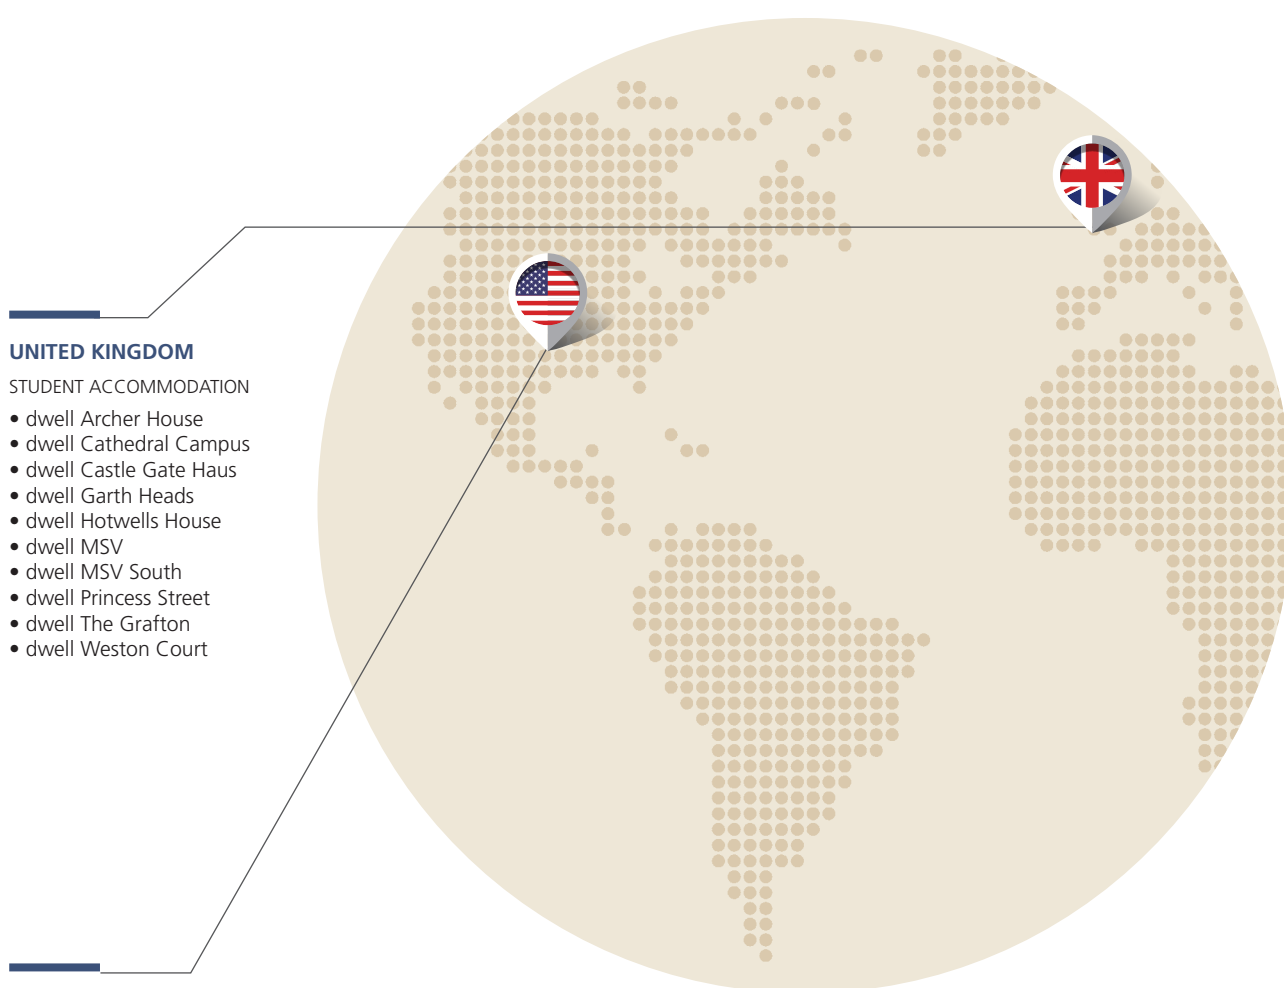 UNITED KINGDOM
STUDENT ACCOMMODATION
• dwell Archer House
• dwell Cathedral Campus
• dwell Castle Gate Haus
• dwell Garth Heads
• dwell Hotwells House
• dwell MSV
• dwell MSV South
• dwell Princess Street
• dwell The Grafton
• dwell Weston Court